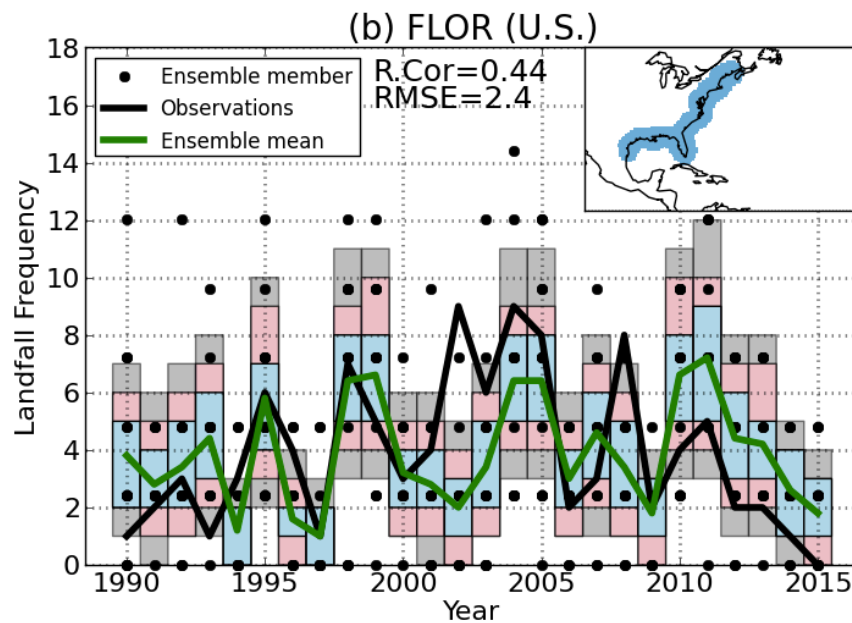 (b) FLOR (U.S.)
18
16
14
12
10
8
6
4
2
0
Landfall Frequency
Ensemble member
Observations
Ensemble mean
R.Cor=0.44
RMSE=2.4
1990
1995
2000
2005
2010
2015
Year